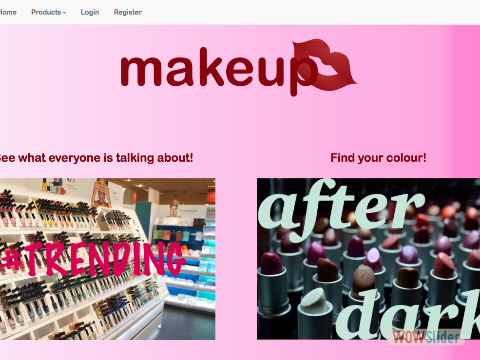 Home
Products
Login
Register
makeup
See what everyone is talking about!
Find your colour!
#TRENDING
after
dark
WOWSlider